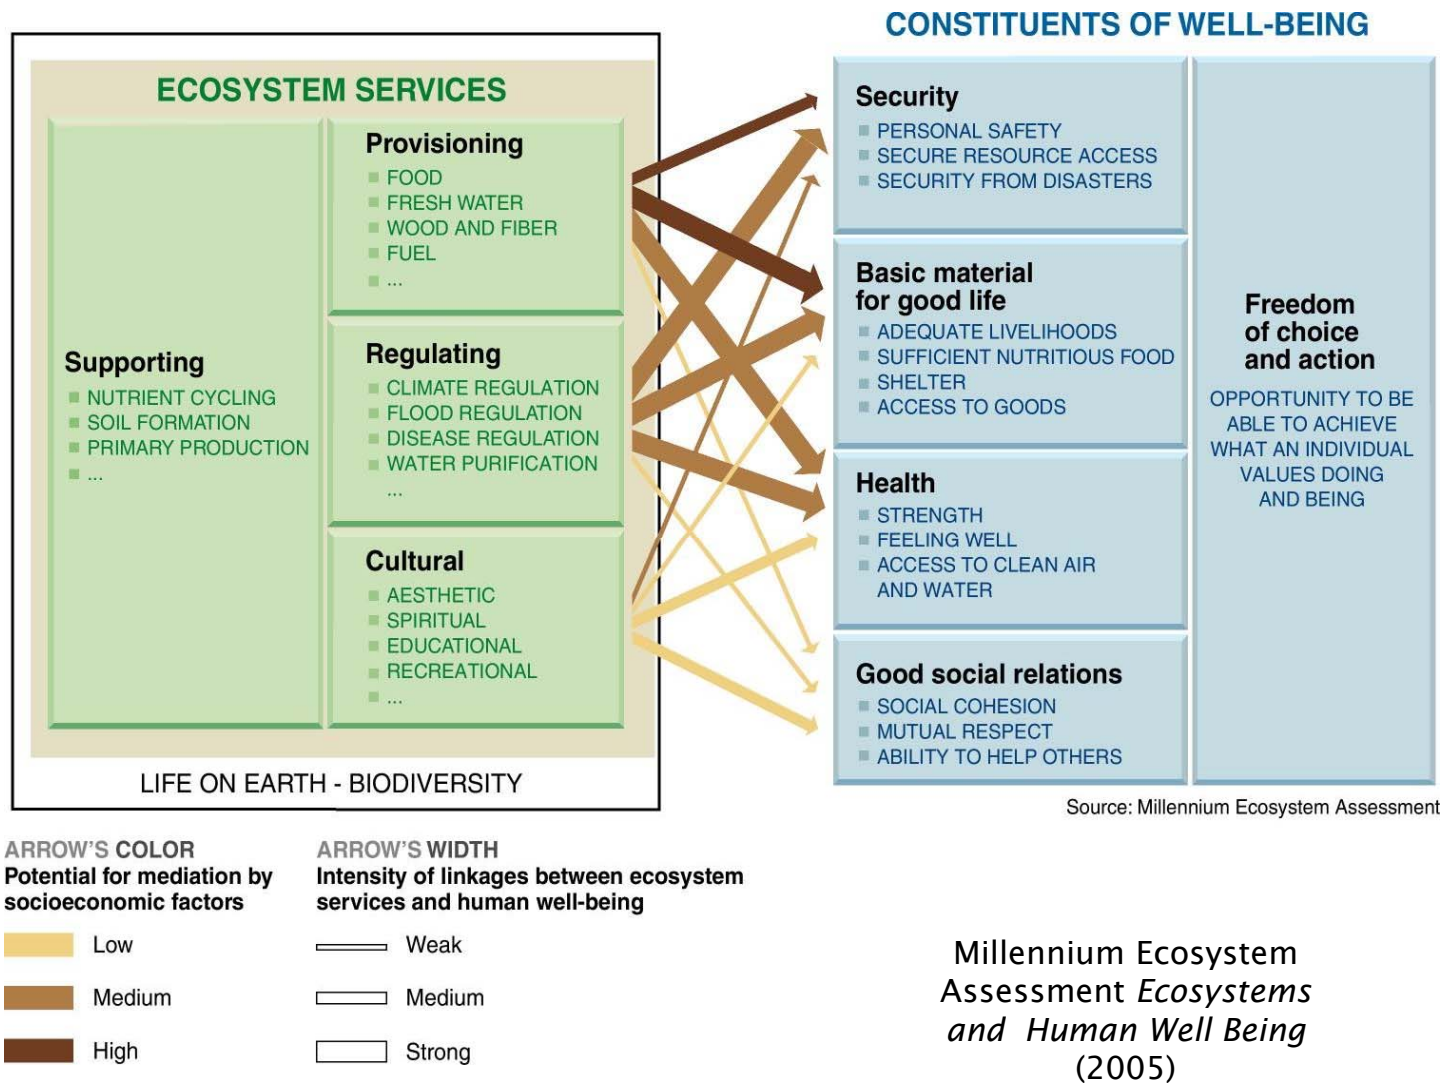 CONSTITUENTS OF WELL-BEING
ECOSYSTEM SERVICES
Supporting
NUTRIENT CYCLING
SOIL FORMATION
PRIMARY PRODUCTION
...
Provisioning
FOOD
FRESH WATER
WOOD AND FIBER
FUEL
...
Regulating
CLIMATE REGULATION
FLOOD REGULATION
DISEASE REGULATION
WATER PURIFICATION
...
Cultural
AESTHETIC
SPIRITUAL
EDUCATIONAL
RECREATIONAL
...
LIFE ON EARTH - BIODIVERSITY
Security
PERSONAL SAFETY
SECURE RESOURCE ACCESS
SECURITY FROM DISASTERS
Basic material
for good life
ADEQUATE LIVELIHOODS
SUFFICIENT NUTRITIOUS FOOD
SHELTER
ACCESS TO GOODS
Health
STRENGTH
FEELING WELL
ACCESS TO CLEAN AIR
AND WATER
Good social relations
SOCIAL COHESION
MUTUAL RESPECT
ABILITY TO HELP OTHERS
Freedom
of choice
and action
OPPORTUNITY TO BE
ABLE TO ACHIEVE
WHAT AN INDIVIDUAL
VALUES DOING
AND BEING
Source: Millennium Ecosystem Assessment
ARROW'S COLOR
Potential for mediation by
socioeconomic factors
Low
Medium
High
ARROW'S WIDTH
Intensity of linkages between ecosystem
services and human well-being
Weak
Medium
Strong
Millennium Ecosystem
Assessment Ecosystems
and Human Well Being
(2005)